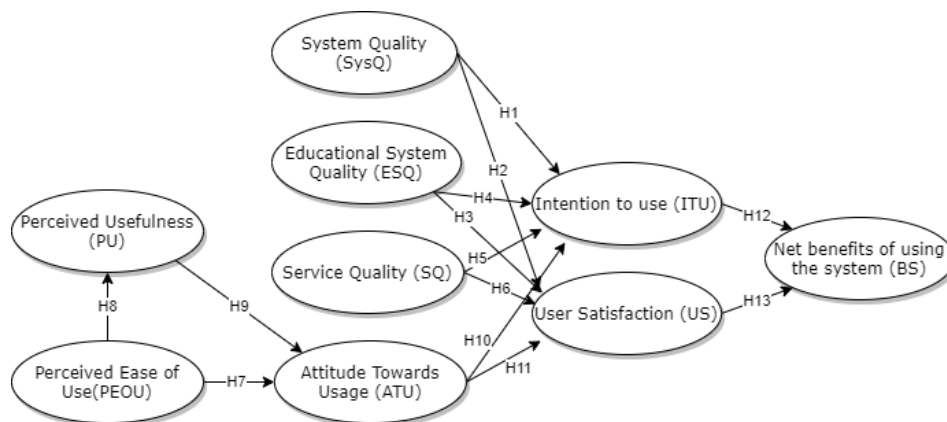 System Quality
(SysQ)
H1
Educational System
Quality (ESQ)
H2
H4
H3
Intention to use (ITU)
H12
Perceived Usefulness
(PU)
Service Quality (SQ)
H5
H6
Net benefits of using
the system (BS)
H8
H9
User Satisfaction (US)
H13
H10
H11
Perceived Ease of
Use(PEOU)
H7
Attitude Towards
Usage (ATU)